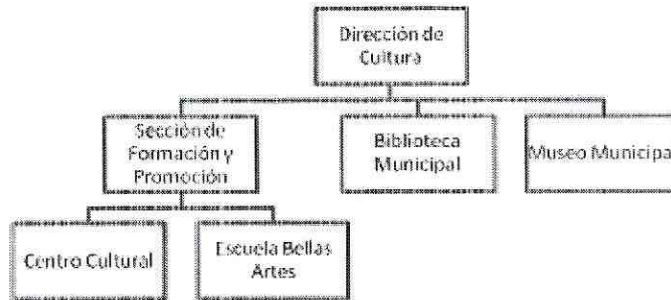 Dirección de
Cultura
Sección de
Formación y
Promoción
Biblioteca
Municipal
Museo Municipa
Centro Cultural
Escuela Bellas
Artes